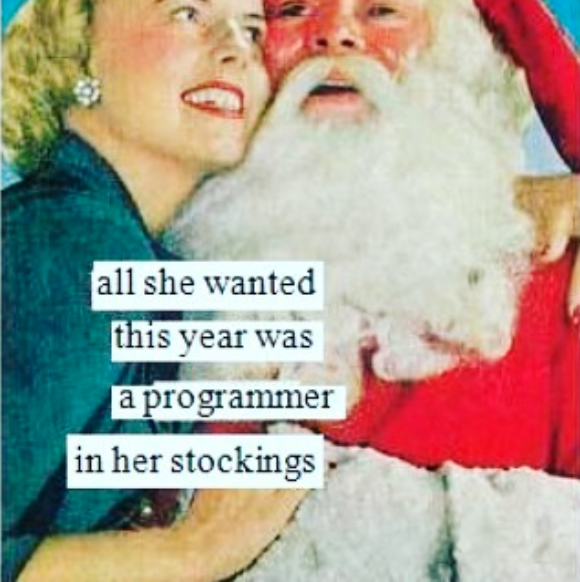 all she wanted
this year was
a programmer
in her stockings